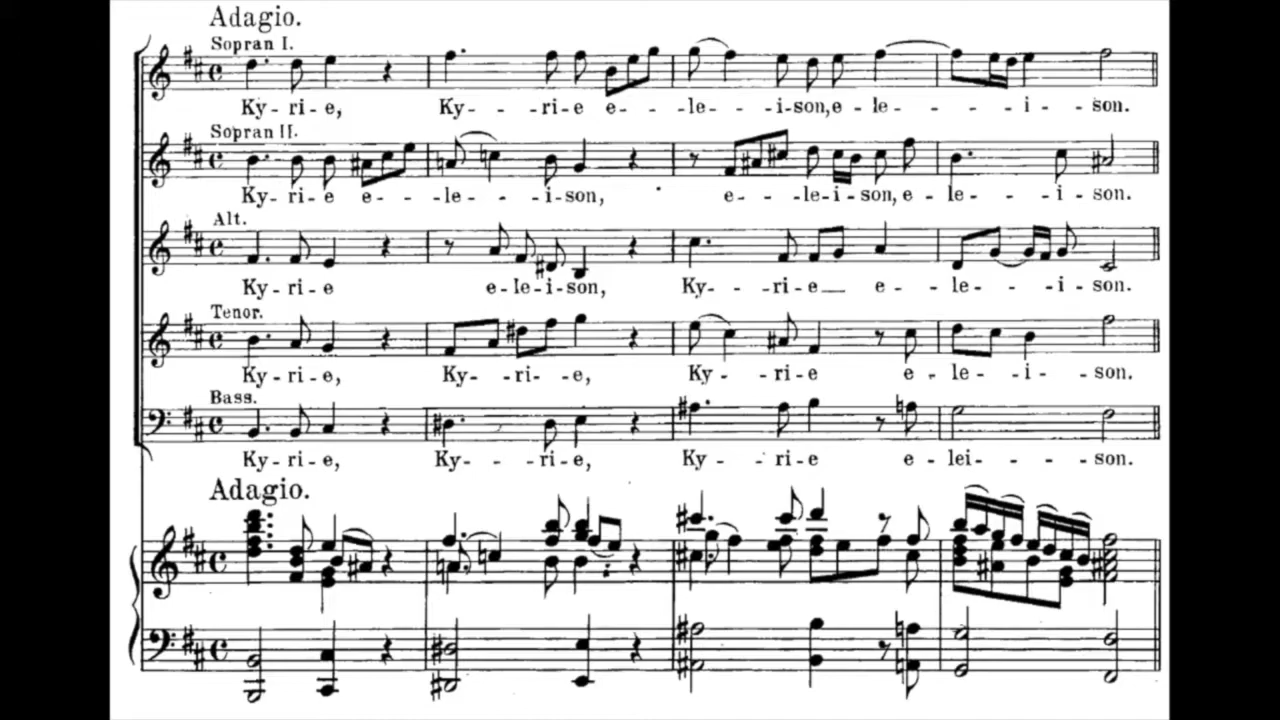 Adagio.
Sopran I.
Ky - ri - e, Ky - - - ri - e e - - - le - - - i - son, e - le - - - - i - - son.
Sopran II.
Ky - ri - e e - - - le - - - i - son, e - - - le - i - son, e - le - - - - i - - son.
Alt.
Ky - ri - e e - le - i - son, Ky - - - ri - e e - - le - - - i - son.
Tenor.
Ky - ri - e, Ky - - ri - e, Ky - - - ri - e e - le - - i - - - son.
Bass.
Ky - ri - e, Ky - - - ri - e, Ky - - - ri - e e - lei - - - - son.
Adagio.